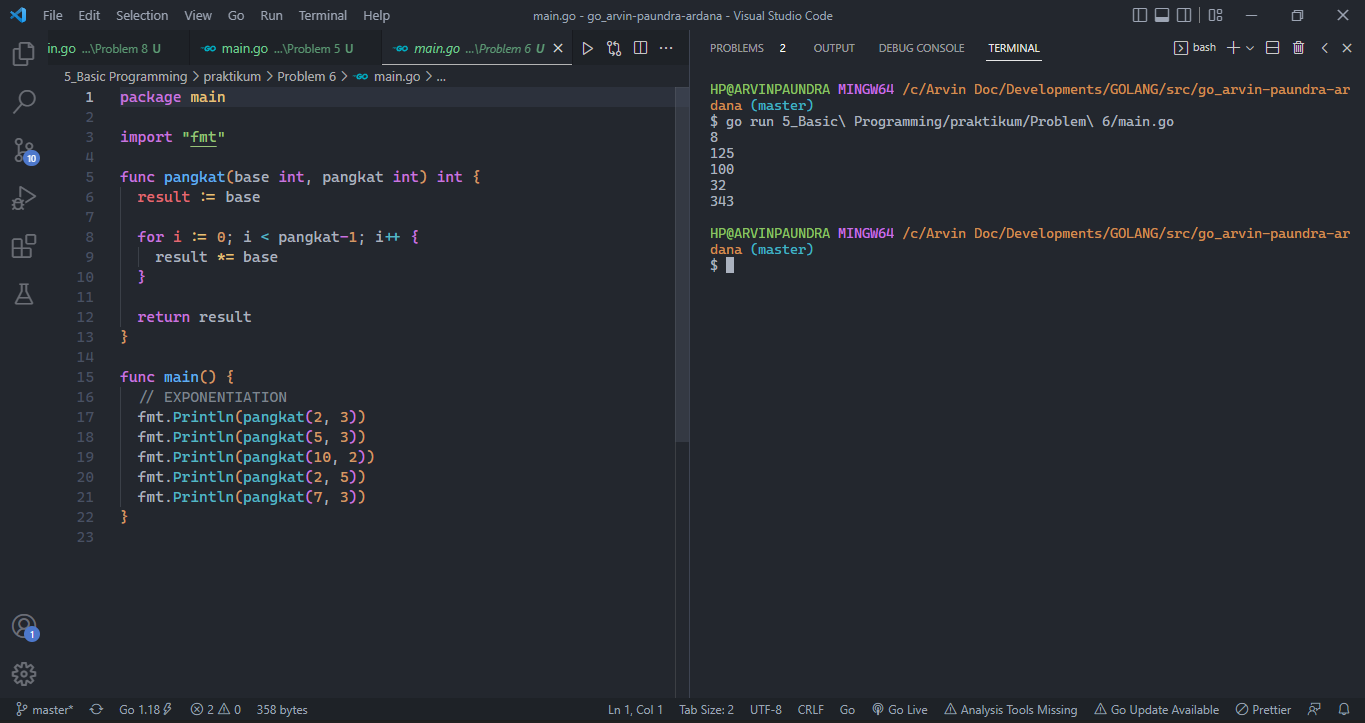 File Edit Selection View Go Run Terminal Help main.go - go_arvin-paundra-ardana - Visual Studio Code
in.go ...\Problem 8 U main.go ...\Problem 5 U main.go ...\Problem 6 U
5_Basic Programming > praktikum > Problem 6 > main.go > ...
1 package main
2
3 import "fmt"
4
5 func pangkat(base int, pangkat int) int {
6 result := base
7
8 for i := 0; i < pangkat-1; i++ {
9 result *= base
10 }
11
12 return result
13 }
14
15 func main() {
16 // EXPONENTIATION
17 fmt.Println(pangkat(2, 3))
18 fmt.Println(pangkat(5, 3))
19 fmt.Println(pangkat(10, 2))
20 fmt.Println(pangkat(2, 5))
21 fmt.Println(pangkat(7, 3))
22 }
23
PROBLEMS 2 OUTPUT DEBUG CONSOLE TERMINAL bash
HP@ARVINPAUNDRA MINGW64 /c/Arvin Doc/Developments/GOLANG/src/go_arvin-paundra-ar
dana (master)
$ go run 5_Basic\ Programming/praktikum/Problem\ 6/main.go
8
125
100
32
343
HP@ARVINPAUNDRA MINGW64 /c/Arvin Doc/Developments/GOLANG/src/go_arvin-paundra-ar
dana (master)
$
10
1
master* Go 1.18 2 0 358 bytes Ln 1, Col 1 Tab Size: 2 UTF-8 CRLF Go Go Live Analysis Tools Missing Go Update Available Prettier